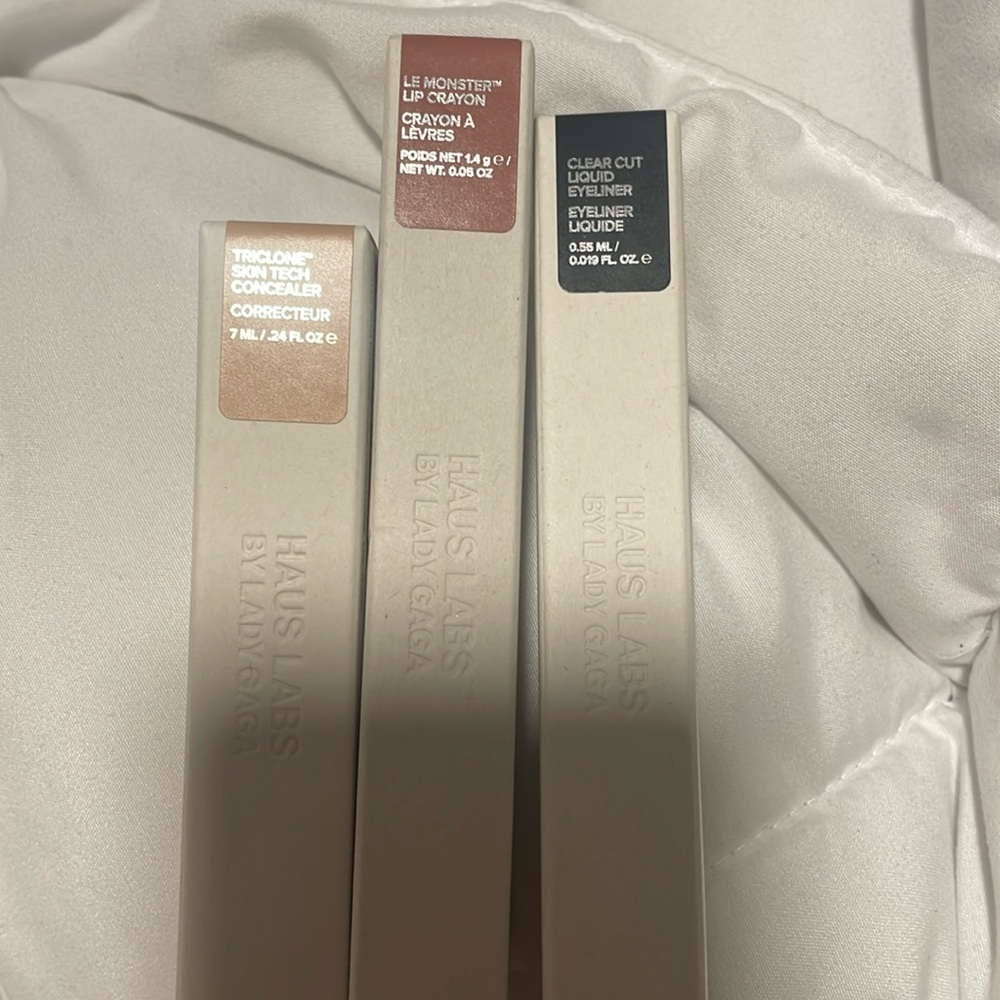 TRICLONE™
SKIN TECH
CONCEALER
CORRECTEUR
7 ML / .24 FL OZ e
HAUS LABS
BY LADY GAGA
LE MONSTER™
LIP CRAYON
CRAYON À
LÈVRES
POIDS NET 1.4 g e /
NET WT. 0.05 OZ
HAUS LABS
BY LADY GAGA
CLEAR CUT
LIQUID
EYELINER
EYELINER
LIQUIDE
0.55 ML /
0.019 FL. OZ. e
HAUS LABS
BY LADY GAGA